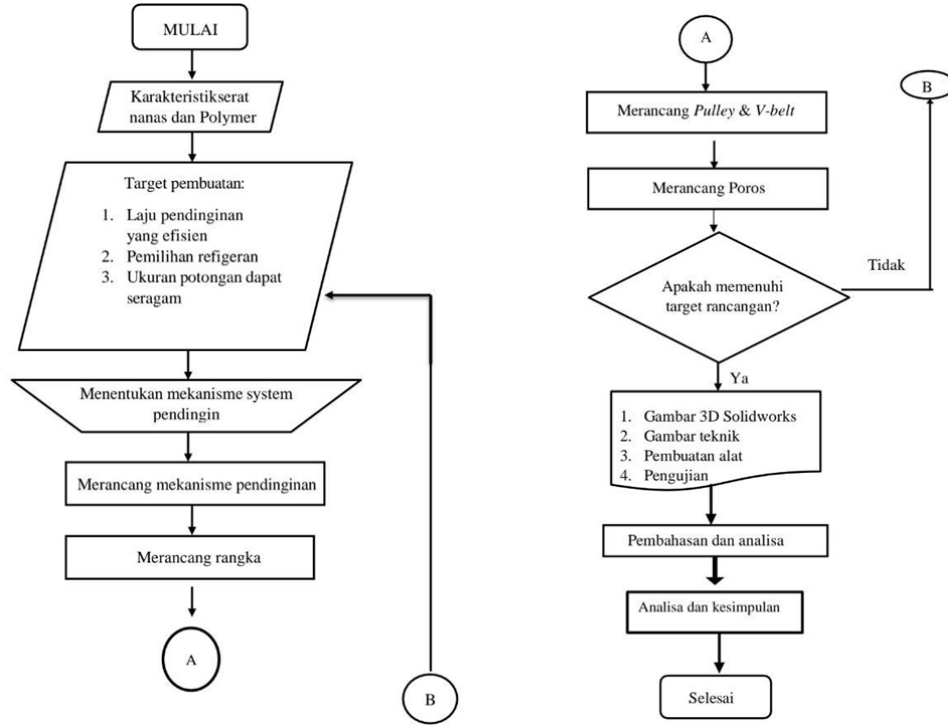 MULAI
Karakteristikserat
nanas dan Polymer
Target pembuatan:
1. Laju pendinginan
yang efisien
2. Pemilihan refigeran
3. Ukuran potongan dapat
seragam
Menentukan mekanisme system
pendingin
Merancang mekanisme pendinginan
Merancang rangka
A
B
A
Merancang Pulley & V-belt
Merancang Poros
Apakah memenuhi
target rancangan?
Tidak
B
Ya
1. Gambar 3D Solidworks
2. Gambar teknik
3. Pembuatan alat
4. Pengujian
Pembahasan dan analisa
Analisa dan kesimpulan
Selesai